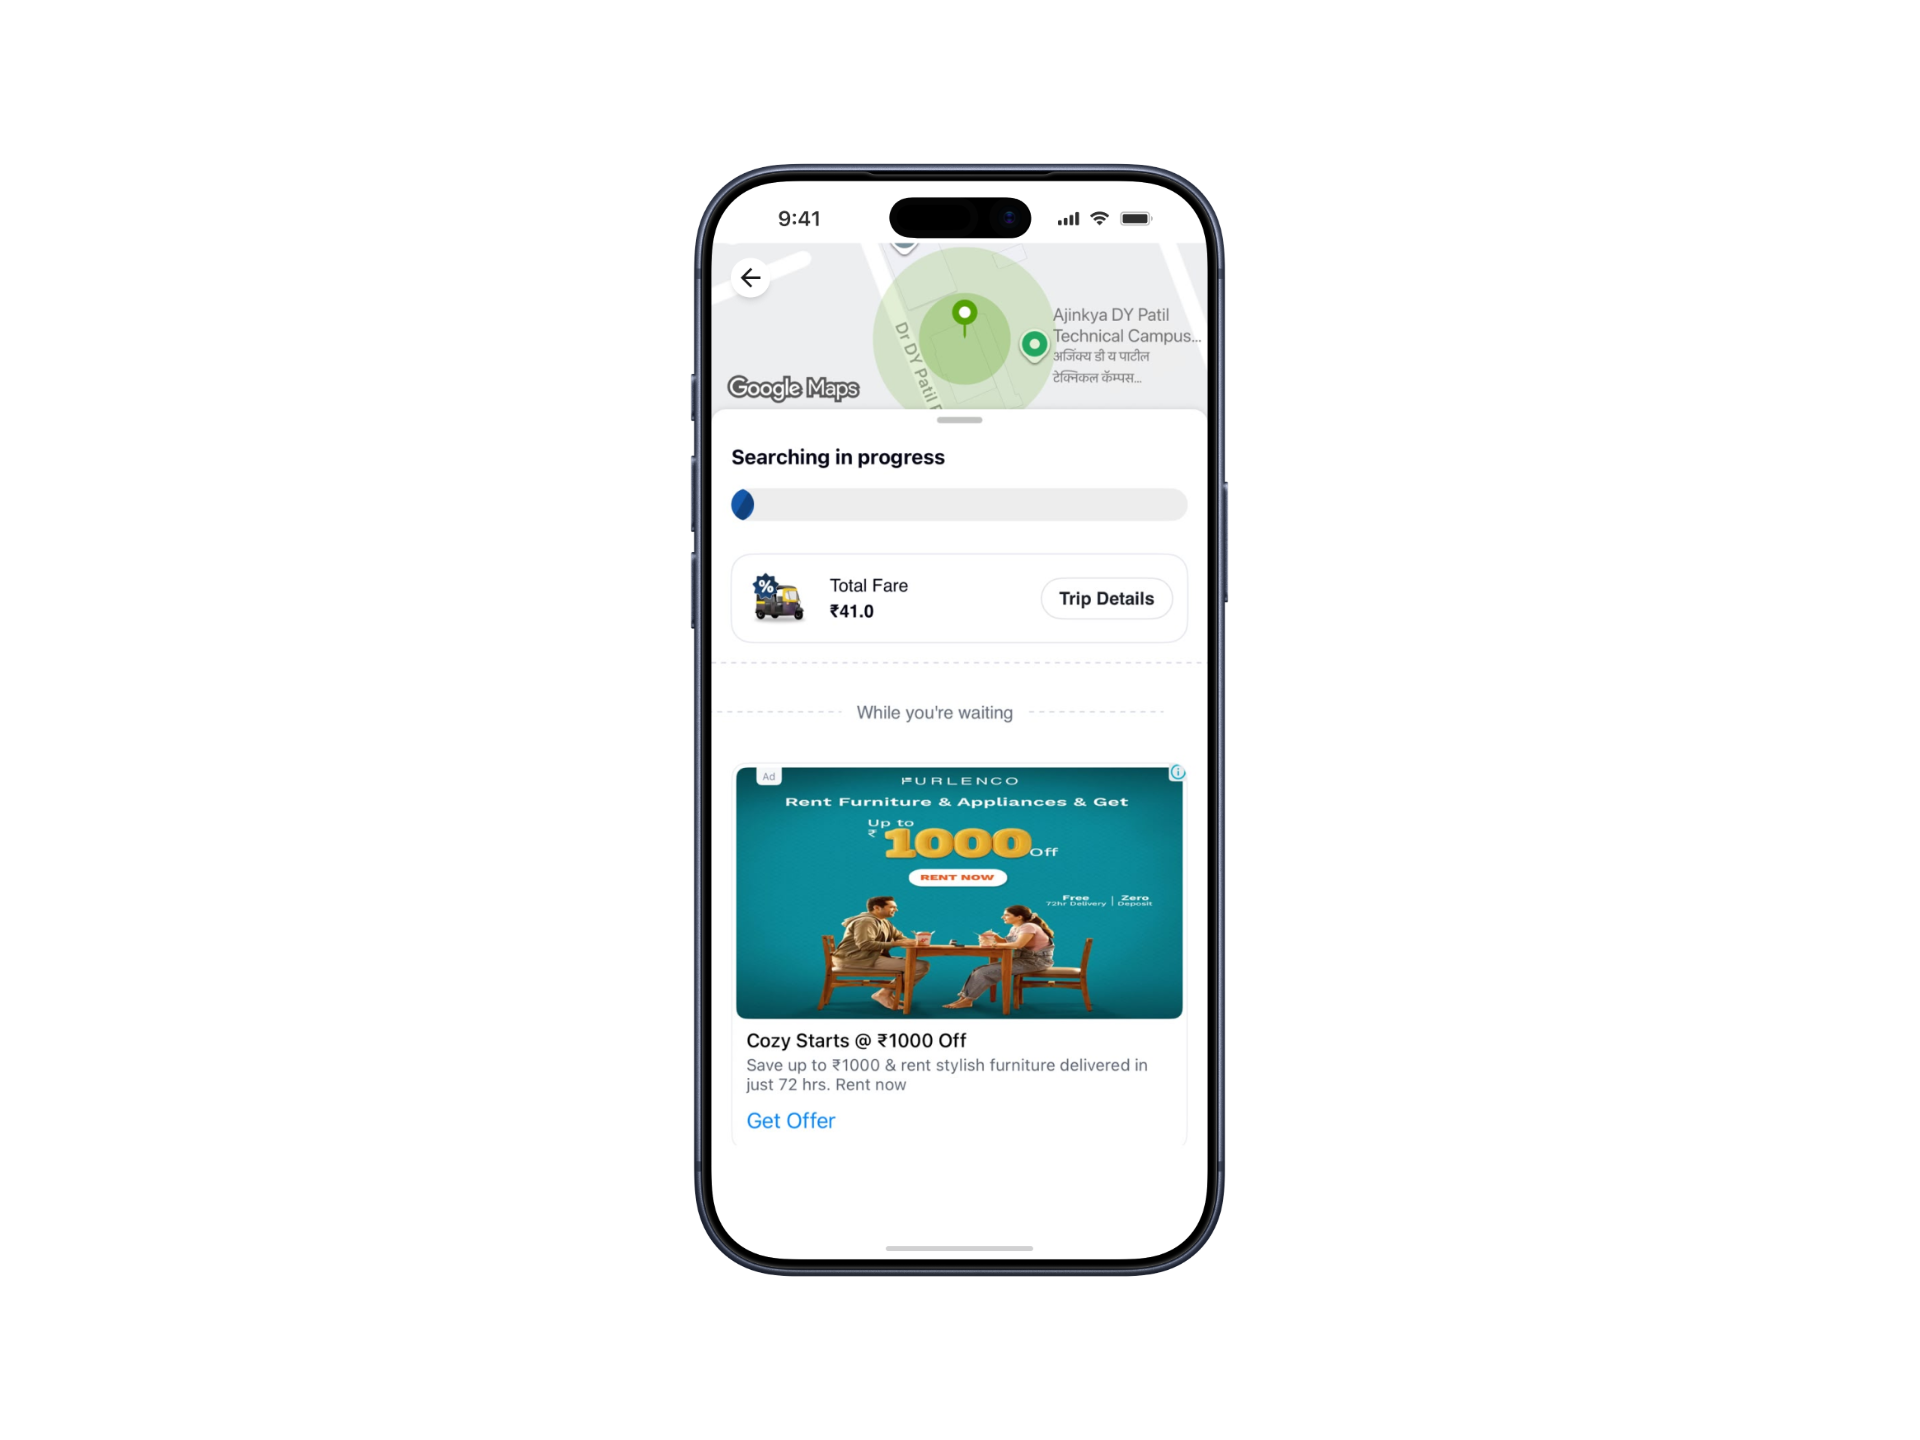 9:41
Ajinkya DY Patil
Technical Campus...
अजिंक्य डी य पाटील
टेक्निकल कॅम्पस...
Dr DY Patil
Google Maps
Searching in progress
%
Total Fare
₹41.0
Trip Details
While you're waiting
Ad
FURLENCO
Rent Furniture & Appliances & Get
Up to
₹ 1000 Off
RENT NOW
Free | Zero
72hr Delivery | Deposit
Cozy Starts @ ₹1000 Off
Save up to ₹1000 & rent stylish furniture delivered in
just 72 hrs. Rent now
Get Offer